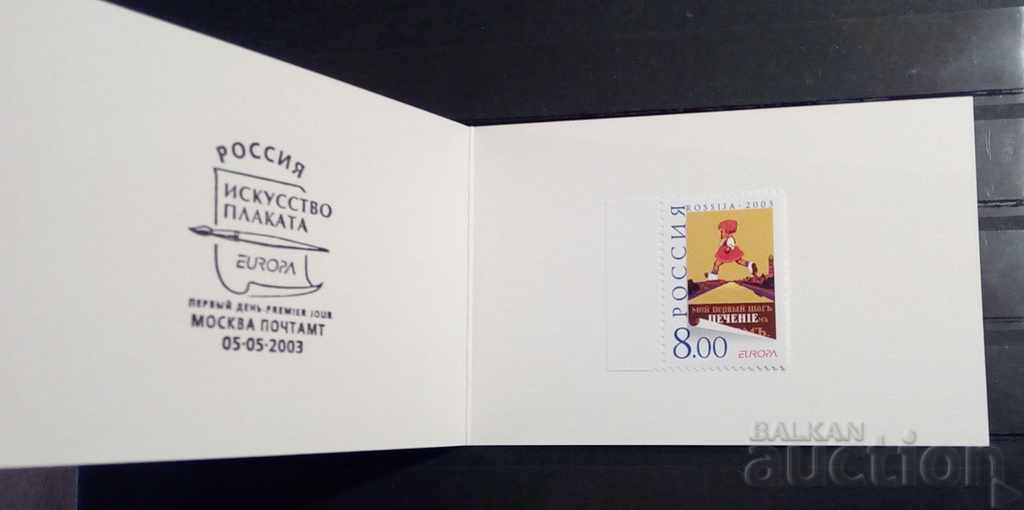 РОССИЯ
ИСКУССТВО
ПЛАКАТА
EUROPA
ПЕРВЫЙ ДЕНЬ·PREMIER JOUR
МОСКВА ПОЧТАМТ
05-05-2003
ROSSIJA · 2003
РОССИЯ
МОЙ ПЕРВЫЙ ШАГЪ
ПЕЧЕНІЕМЪ
8.00
EUROPA
BALKAN
auction